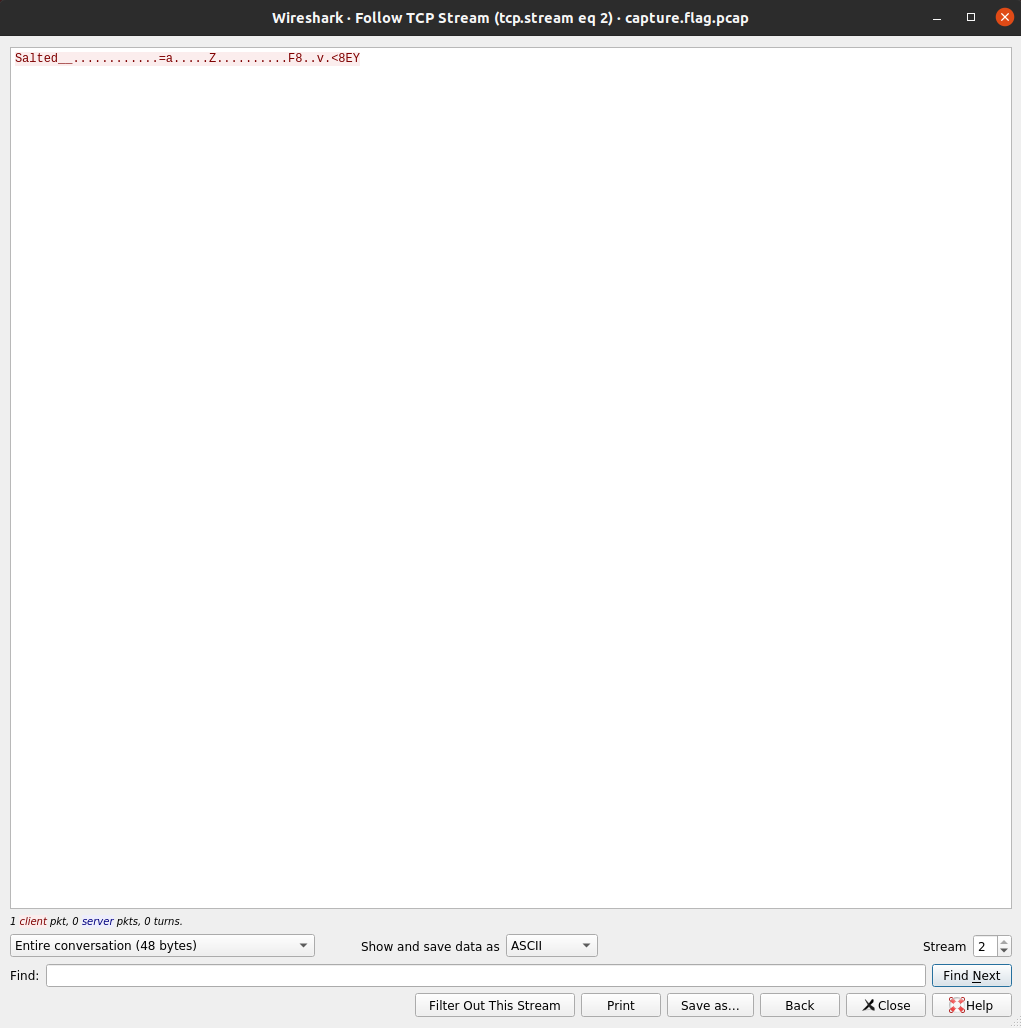 Wireshark · Follow TCP Stream (tcp.stream eq 2) · capture.flag.pcap
Salted__............=a.....Z..........F8..v.<8EY
1 client pkt, 0 server pkts, 0 turns.
Entire conversation (48 bytes) Show and save data as ASCII Stream 2
Find: Find Next
Filter Out This Stream Print Save as... Back Close Help